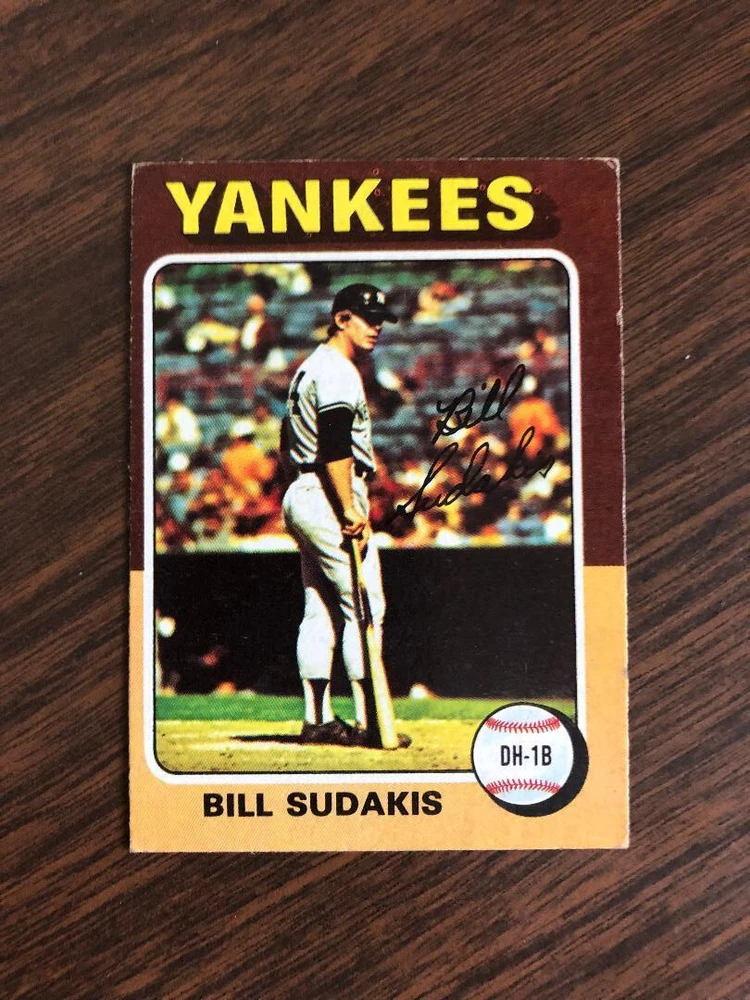 YANKEES
Bill
Sudakis
DH-1B
BILL SUDAKIS